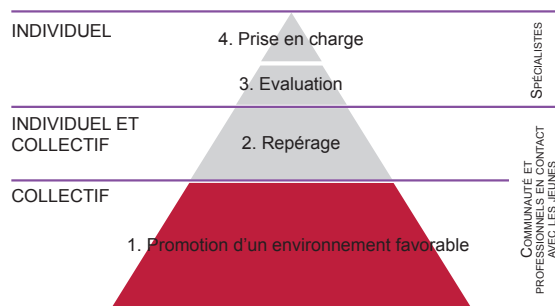 INDIVIDUEL
4. Prise en charge
3. Evaluation
SPÉCIALISTES
INDIVIDUEL ET
COLLECTIF
2. Repérage
COLLECTIF
1. Promotion d'un environnement favorable
COMMUNAUTÉ ET
PROFESSIONNELS EN CONTACT
AVEC LES JEUNES